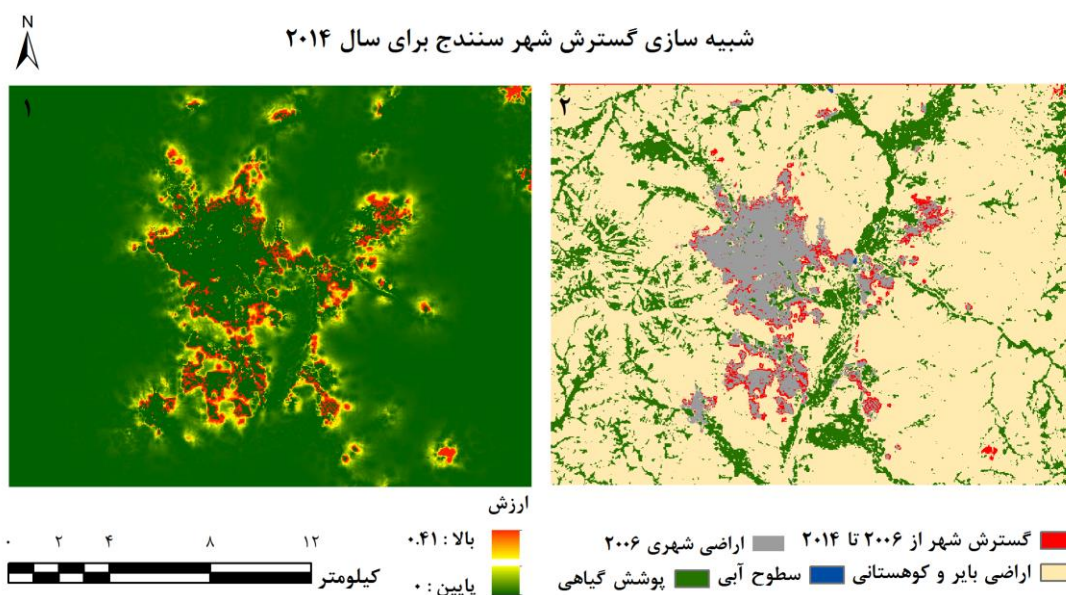 N
شبیه سازی گسترش شهر سنندج برای سال ۲۰۱۴
۱
۲
ارزش
بالا : ۰.۴۱
پایین : ۰
۰ ۲ ۴ ۸ ۱۲
کیلومتر
گسترش شهر از ۲۰۰۶ تا ۲۰۱۴ اراضی شهری ۲۰۰۶
اراضی بایر و کوهستانی سطوح آبی پوشش گیاهی